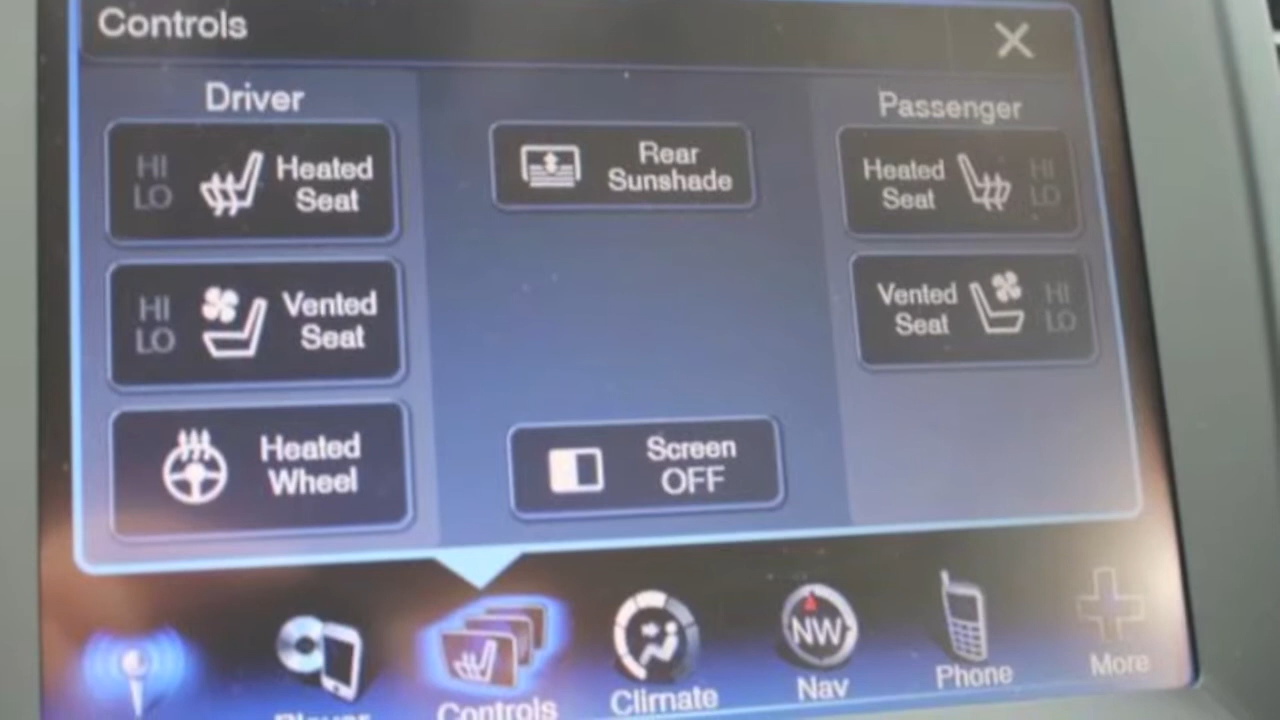 Controls
Driver
Passenger
HI
LO
Heated
Seat
Rear
Sunshade
Heated
Seat
HI
LO
HI
LO
Vented
Seat
Vented
Seat
HI
LO
Heated
Wheel
Screen
OFF
NW
Player
Controls
Climate
Nav
Phone
More